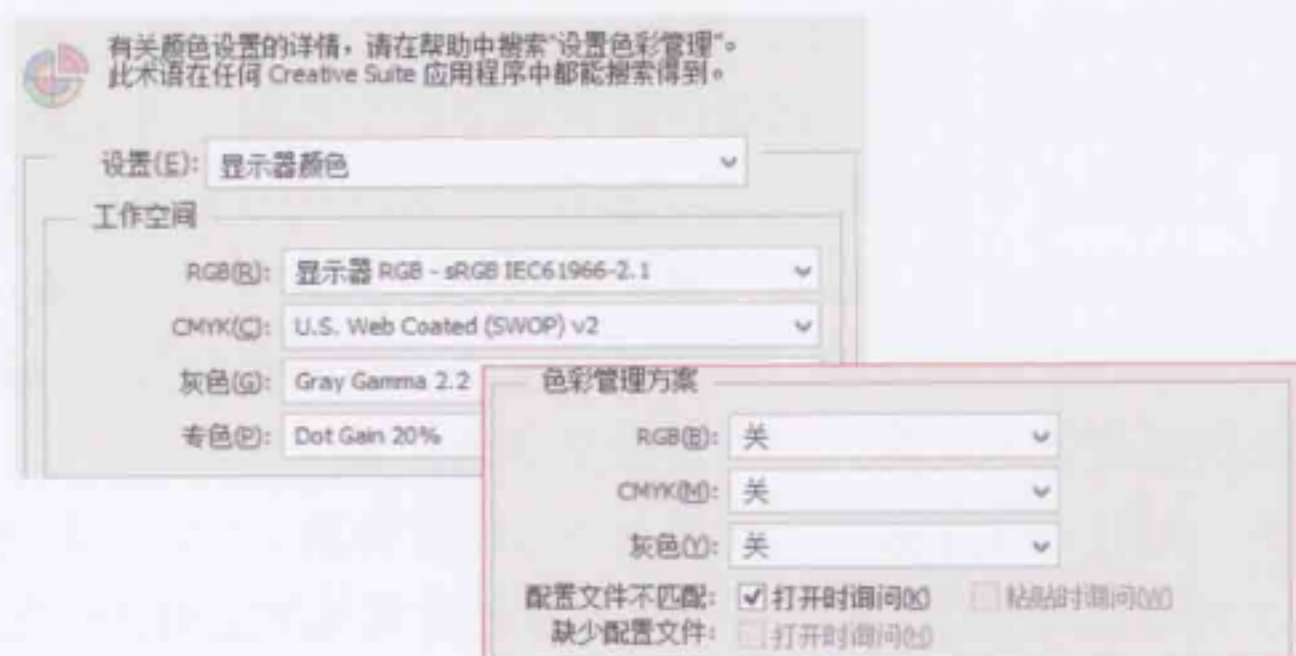 有关颜色设置的详情，请在帮助中搜索“设置色彩管理”。
此术语在任何 Creative Suite 应用程序中都能搜索得到。
设置(E): 显示器颜色
工作空间
RGB(R): 显示器 RGB - sRGB IEC61966-2.1
CMYK(C): U.S. Web Coated (SWOP) v2
灰色(G): Gray Gamma 2.2
专色(P): Dot Gain 20%
色彩管理方案
RGB(B): 关
CMYK(M): 关
灰色(Y): 关
配置文件不匹配: 打开时询问(K) 粘贴时询问(W)
缺少配置文件: 打开时询问(H)